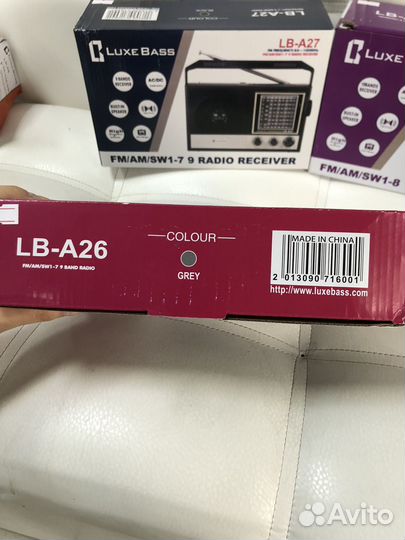 LUXE BASS
LB-A27
9 BANDS RECEIVER
AC/DC
BUILT-IN SPEAKER
High
FM/AM/SW1-7 9 RADIO RECEIVER
LUXE BASS
FM/AM/SW1-8
LB-A26
FM/AM/SW1-7 9 BAND RADIO
COLOUR
GREY
MADE IN CHINA
2 013090 716001
http://www.luxebass.com
Avito